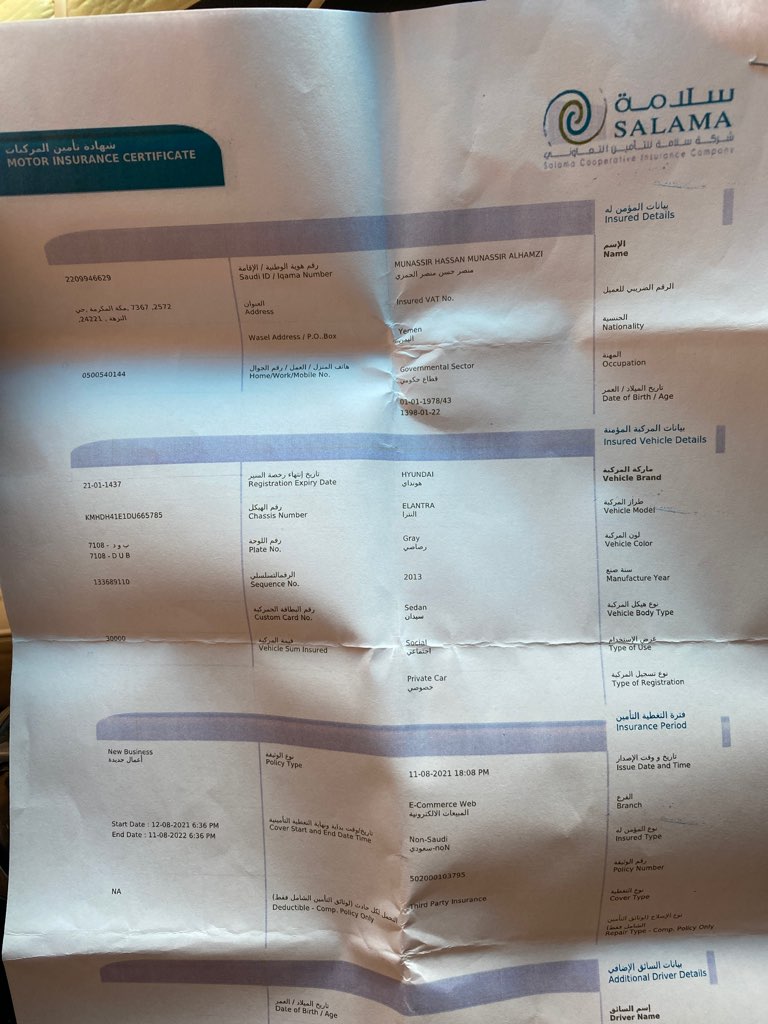 سلامة
SALAMA
شركة سلامة للتأمين التعاوني
Salama Cooperative Insurance Company
شهادة تأمين المركبات
MOTOR INSURANCE CERTIFICATE
بيانات المؤمن له
Insured Details
الإسم
Name
MUNASSIR HASSAN MUNASSIR ALHAMZI
منصر حسن منصر الحمزي
رقم هوية الوطنية / الإقامة
Saudi ID / Iqama Number
2209946629
الرقم الضريبي للعميل
Insured VAT No.
العنوان
Address
2572, 7367 ,مكة المكرمة ,حي
النزهة , 24221,
الجنسية
Nationality
Yemen
اليمن
Wasel Address / P.O..Box
المهنة
Occupation
Governmental Sector
قطاع حكومي
هاتف المنزل / العمل / رقم الجوال
Home/Work/Mobile No.
0500540144
تاريخ الميلاد / العمر
Date of Birth / Age
01-01-1978/43
1398-01-22
بيانات المركبة المؤمنة
Insured Vehicle Details
ماركة المركبة
Vehicle Brand
HYUNDAI
هونداي
تاريخ إنتهاء رخصة السير
Registration Expiry Date
21-01-1437
طراز المركبة
Vehicle Model
ELANTRA
النترا
رقم الهيكل
Chassis Number
KMHDH41E1DU665785
لون المركبة
Vehicle Color
Gray
رصاصي
رقم اللوحة
Plate No.
ب و د - 7108
7108 - D U B
سنة صنع
Manufacture Year
2013
الرقم التسلسلي
Sequence No.
133689110
نوع هيكل المركبة
Vehicle Body Type
Sedan
سيدان
رقم البطاقة الجمركية
Custom Card No.
غرض الإستخدام
Type of Use
Social
اجتماعي
قيمة المركبة
Vehicle Sum Insured
30000
نوع تسجيل المركبة
Type of Registration
Private Car
خصوصي
فترة التغطية التأمين
Insurance Period
تاريخ و وقت الإصدار
Issue Date and Time
11-08-2021 18:08 PM
نوع الوثيقة
Policy Type
New Business
أعمال جديدة
الفرع
Branch
E-Commerce Web
المبيعات الالكترونية
نوع المؤمن له
Insured Type
Non-Saudi
سعودي-noN
تاريخ/وقت بداية ونهاية التغطية التأمينية
Cover Start and End Date Time
Start Date : 12-08-2021 6:36 PM
End Date : 11-08-2022 6:36 PM
رقم الوثيقة
Policy Number
502000103795
نوع التغطية
Cover Type
Third Party Insurance
التحمل لكل حادث (لوثائق التأمين الشامل فقط)
Deductible - Comp. Policy Only
NA
نوع الإصلاح (لوثائق التأمين
الشامل فقط)
Repair Type - Comp. Policy Only
بيانات السائق الإضافي
Additional Driver Details
إسم السائق
Driver Name
تاريخ الميلاد / العمر
Date of Birth / Age